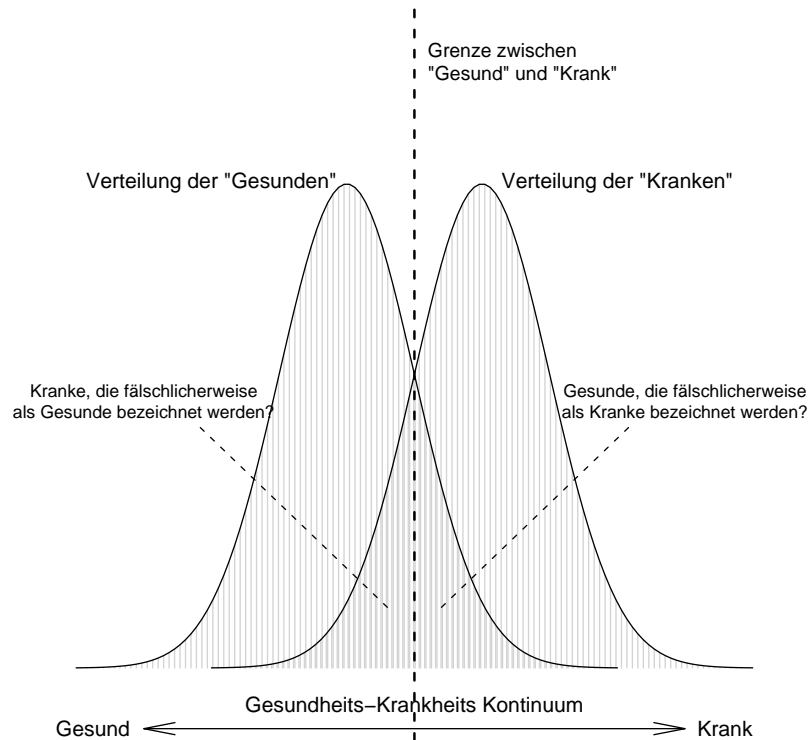 Grenze zwischen
"Gesund" und "Krank"
Verteilung der "Gesunden"
Verteilung der "Kranken"
Kranke, die fälschlicherweise
als Gesunde bezeichnet werden?
Gesunde, die fälschlicherweise
als Kranke bezeichnet werden?
Gesundheits−Krankheits Kontinuum
Gesund
Krank